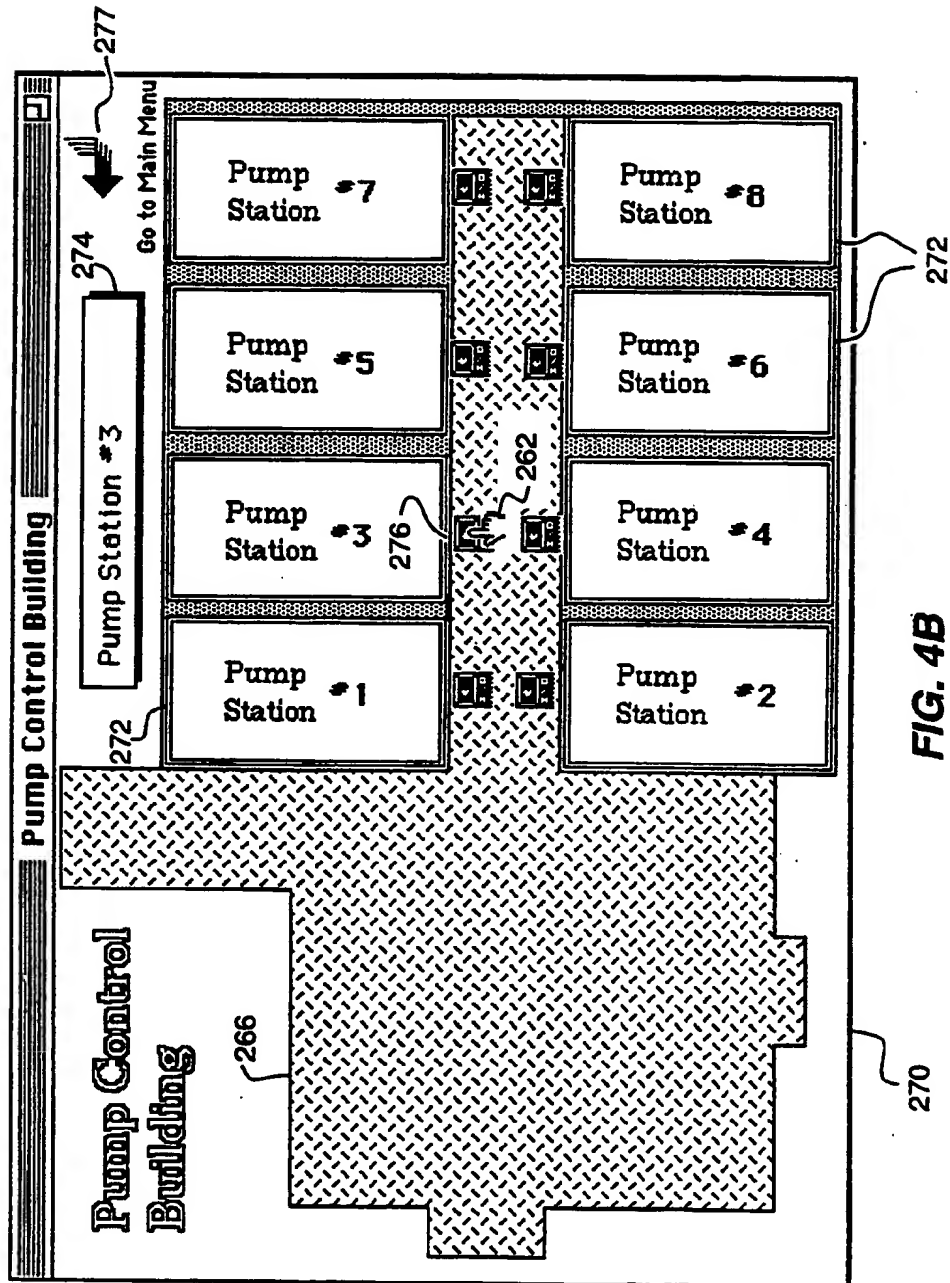 Pump Control Building
Pump Control
Building
Pump Station #3
274
277
Go to Main Menu
266
272
Pump
Station #1
Pump
Station #3
Pump
Station #5
Pump
Station #7
276
262
Pump
Station #2
Pump
Station #4
Pump
Station #6
Pump
Station #8
272
270
FIG. 4B